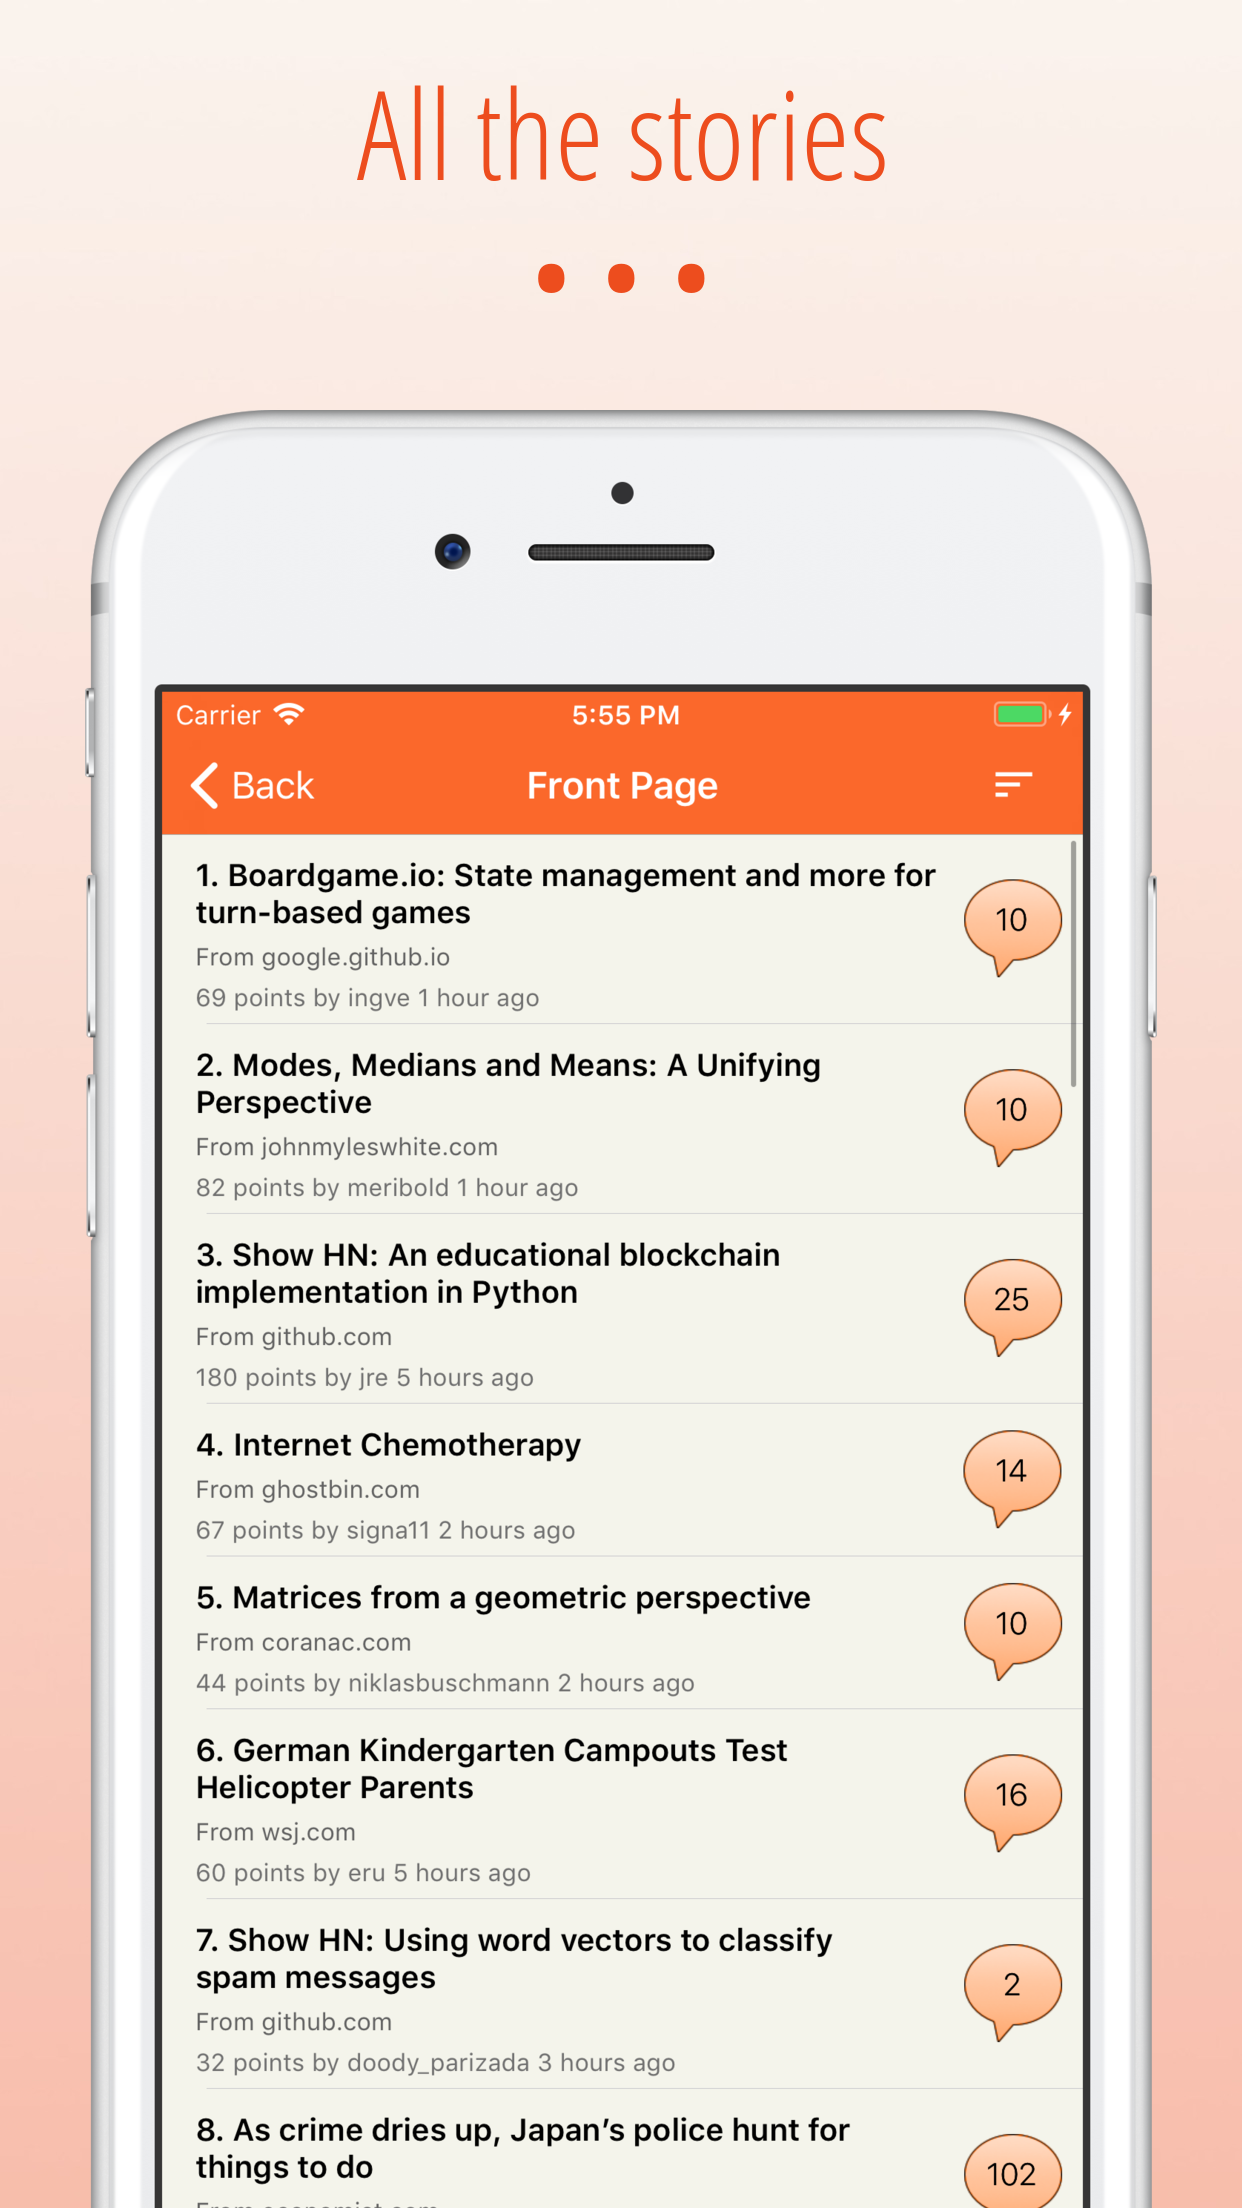 All the stories
Carrier
5:55 PM
Back
Front Page
1. Boardgame.io: State management and more for
turn-based games
From google.github.io
69 points by ingve 1 hour ago
10
2. Modes, Medians and Means: A Unifying
Perspective
From johnmyleswhite.com
82 points by meribold 1 hour ago
10
3. Show HN: An educational blockchain
implementation in Python
From github.com
180 points by jre 5 hours ago
25
4. Internet Chemotherapy
From ghostbin.com
67 points by signa11 2 hours ago
14
5. Matrices from a geometric perspective
From coranac.com
44 points by niklasbuschmann 2 hours ago
10
6. German Kindergarten Campouts Test
Helicopter Parents
From wsj.com
60 points by eru 5 hours ago
16
7. Show HN: Using word vectors to classify
spam messages
From github.com
32 points by doody_parizada 3 hours ago
2
8. As crime dries up, Japan’s police hunt for
things to do
From economist.com
102